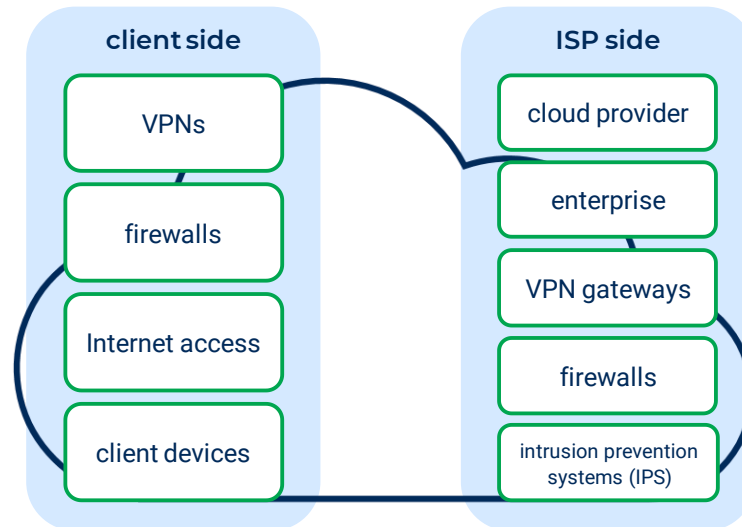 client side
VPNs
firewalls
Internet access
client devices
ISP side
cloud provider
enterprise
VPN gateways
firewalls
intrusion prevention
systems (IPS)